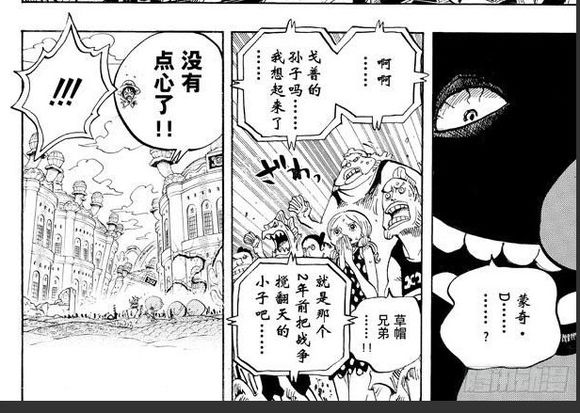 蒙奇·
D………
………?
啊啊
………
戈普的
孙子吗……
………
我想起来了
草帽
兄弟
……!!
就是那个
2年前把战争
搅翻天的
小子吧……
ざわっ
没有
点心了!!
!!!